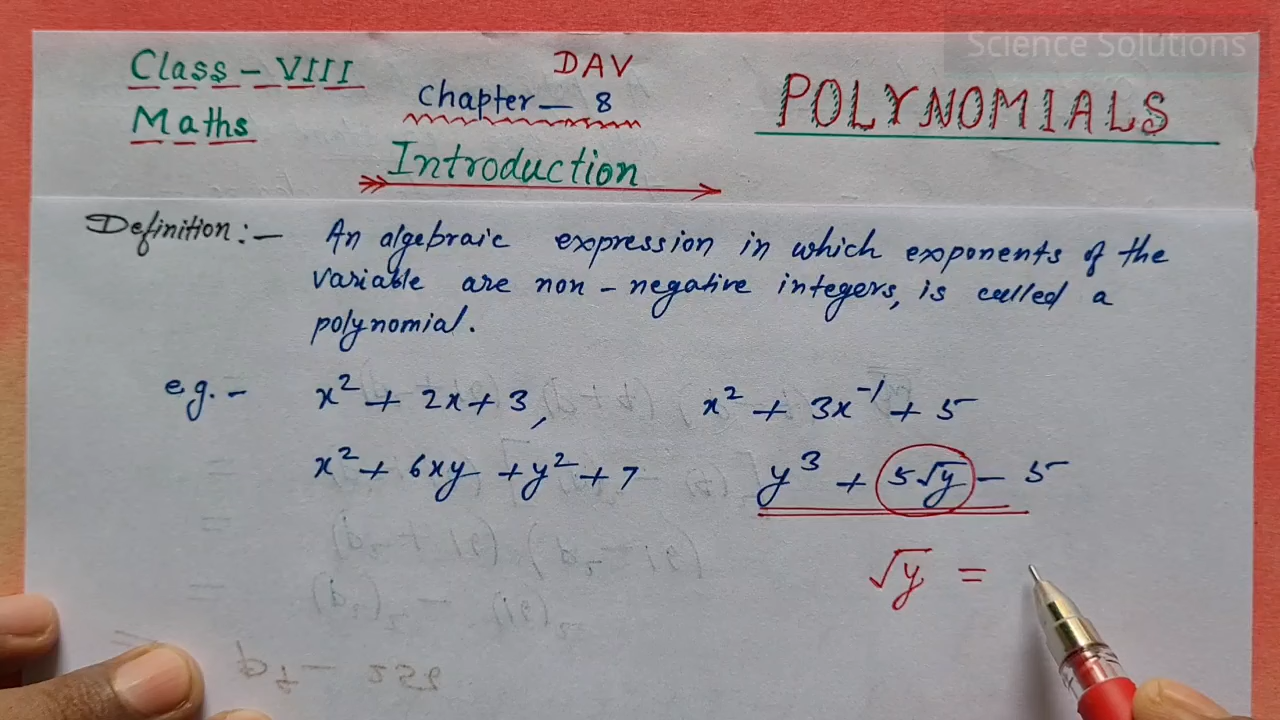 Science Solutions
Class - VIII
DAV
Chapter - 8
POLYNOMIALS
Maths
Introduction
Definition :- An algebraic expression in which exponents of the
variable are non - negative integers, is called a
polynomial.
e.g. - x² + 2x + 3, x² + 3x⁻¹ + 5
x² + 6xy + y² + 7 y³ + 5√y - 5
√y =